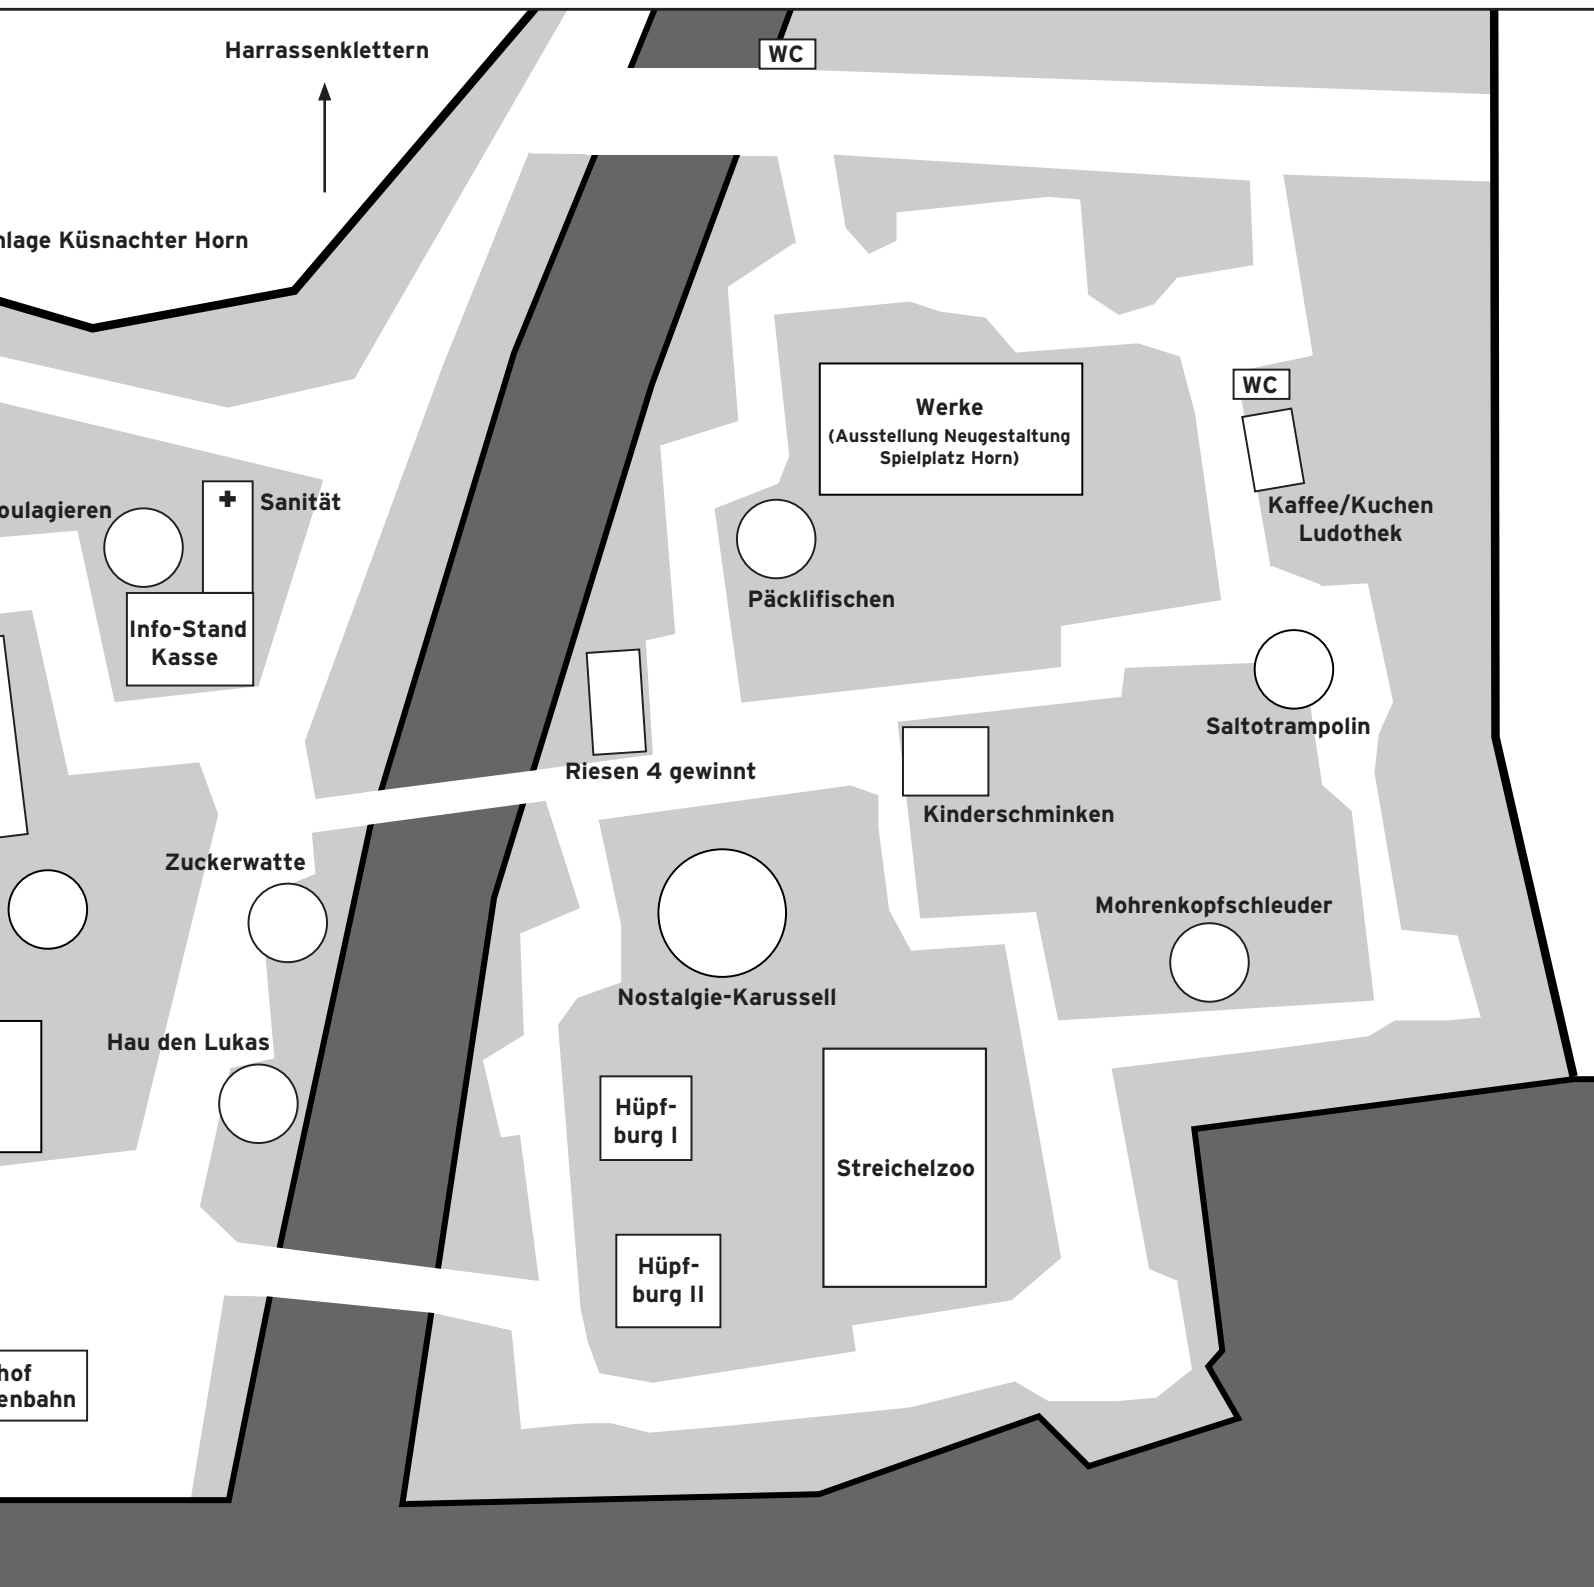 Harrassenklettern
WC
nlage Küsnachter Horn
WC
Werke
(Ausstellung Neugestaltung
Spielplatz Horn)
Kaffee/Kuchen
Ludothek
oulagieren
Sanität
Info-Stand
Kasse
Päcklifischen
Saltotrampolin
Riesen 4 gewinnt
Kinderschminken
Zuckerwatte
Mohrenkopfschleuder
Nostalgie-Karussell
Hau den Lukas
Hüpf-
burg I
Streichelzoo
Hüpf-
burg II
hof
enbahn